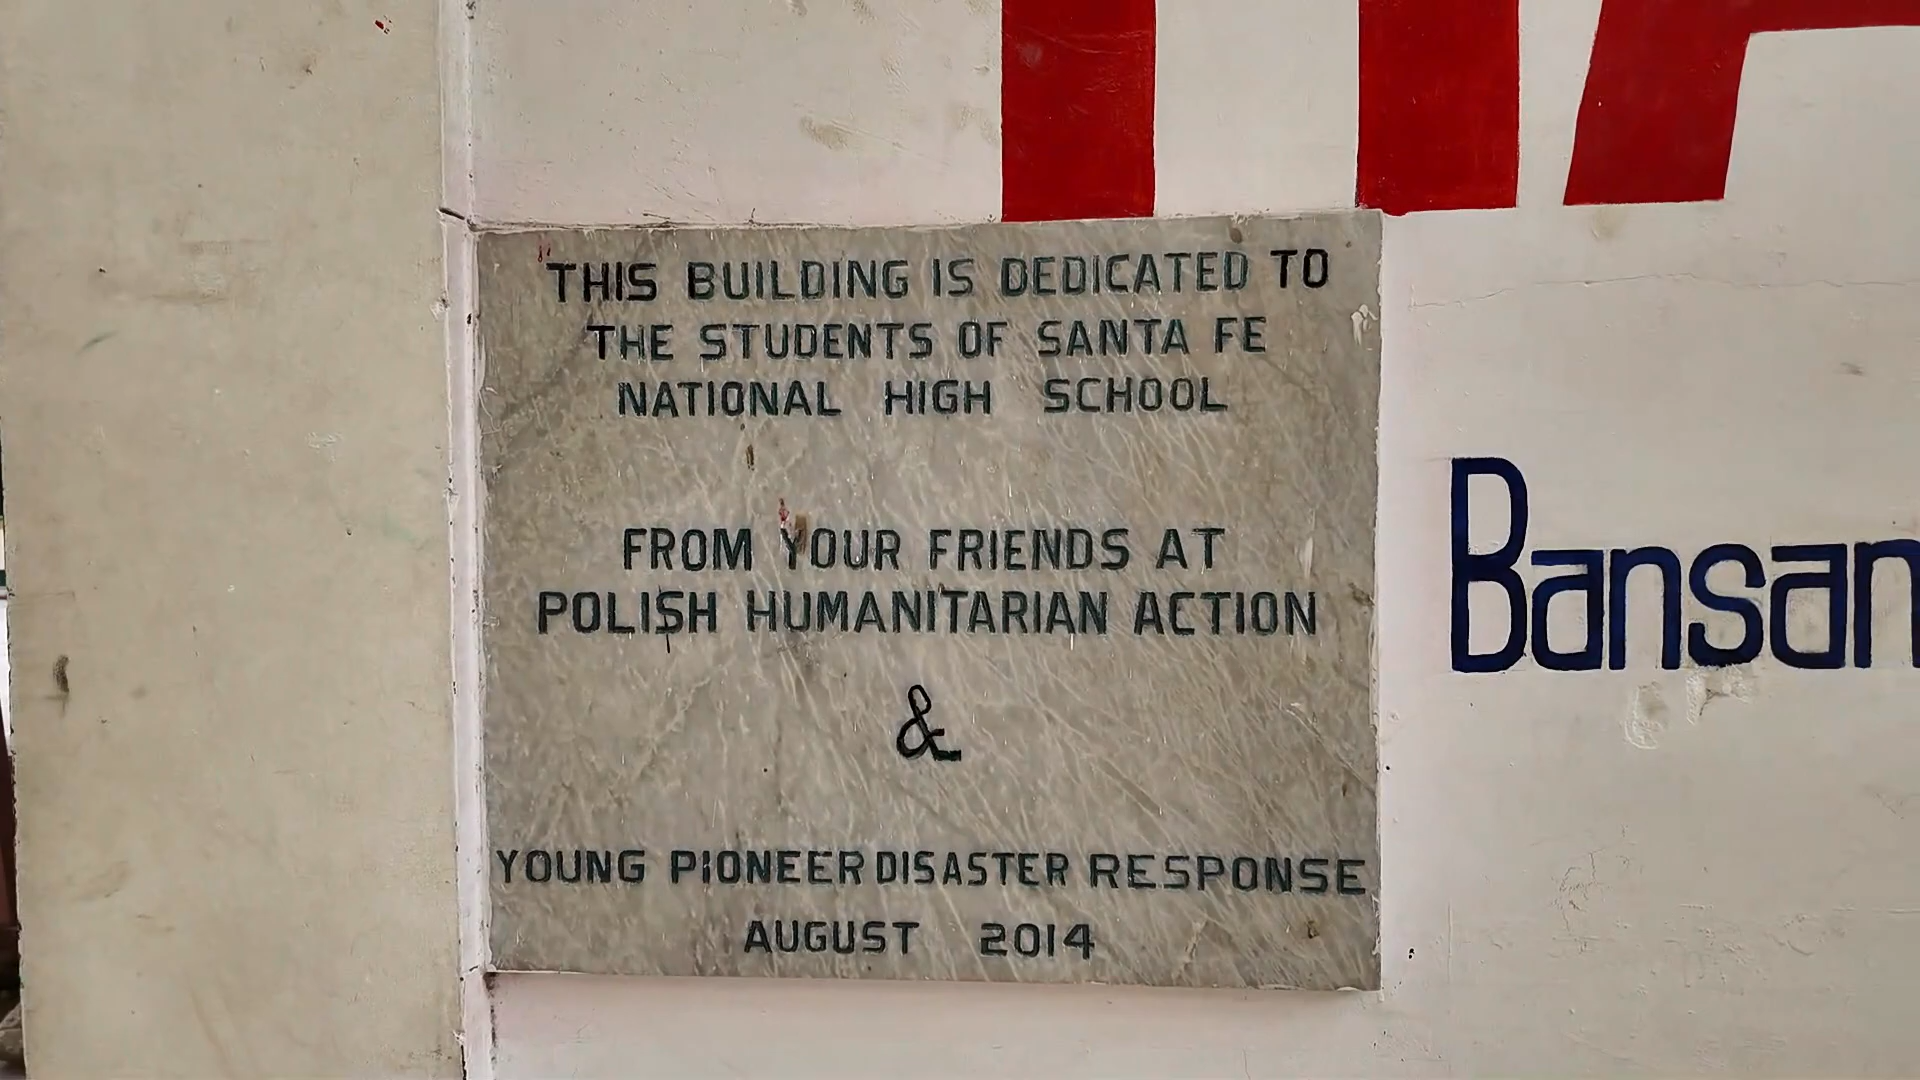 THIS BUILDING IS DEDICATED TO
THE STUDENTS OF SANTA FE
NATIONAL HIGH SCHOOL
FROM YOUR FRIENDS AT
POLISH HUMANITARIAN ACTION
&
YOUNG PIONEER DISASTER RESPONSE
AUGUST 2014
Bansan